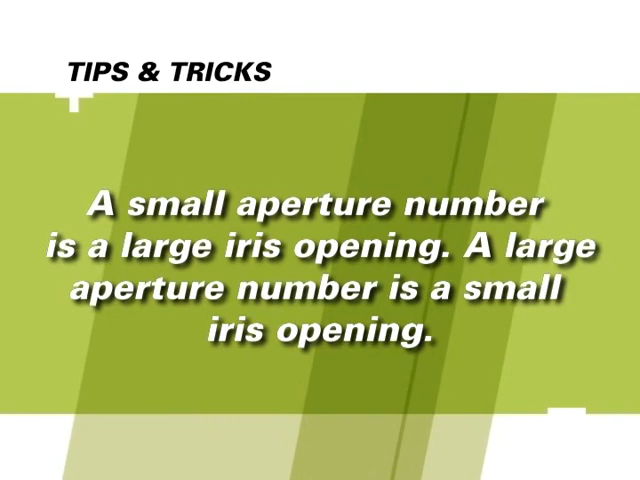 TIPS & TRICKS
A small aperture number
is a large iris opening. A large
aperture number is a small
iris opening.